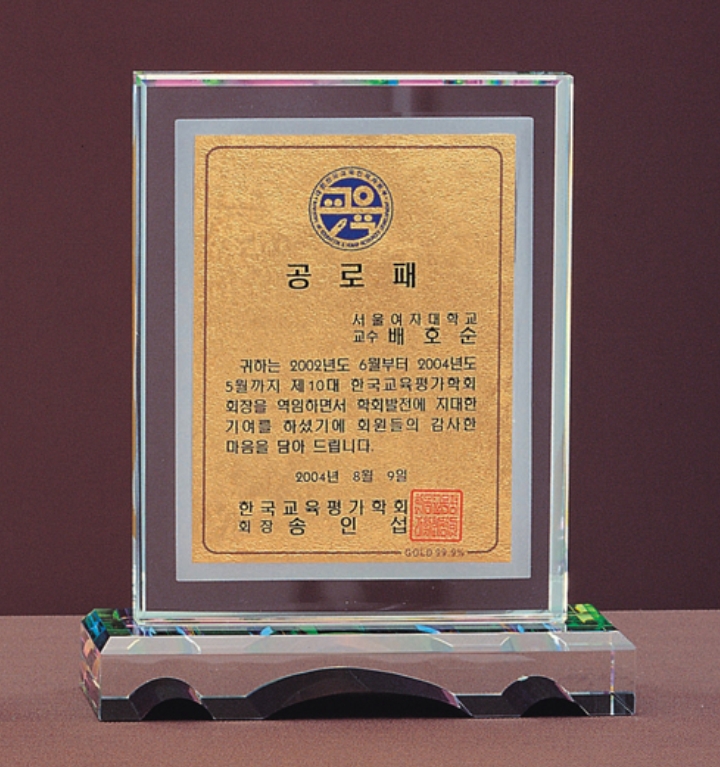 교육
공로패
서울여자대학교
교수 배호순
귀하는 2002년도 6월부터 2004년도
5월까지 제10대 한국교육평가학회
회장을 역임하면서 학회발전에 지대한
기여를 하셨기에 회원들의 감사한
마음을 담아 드립니다.
2004년 8월 9일
한국교육평가학회
회장 송인섭
GOLD 99.9%